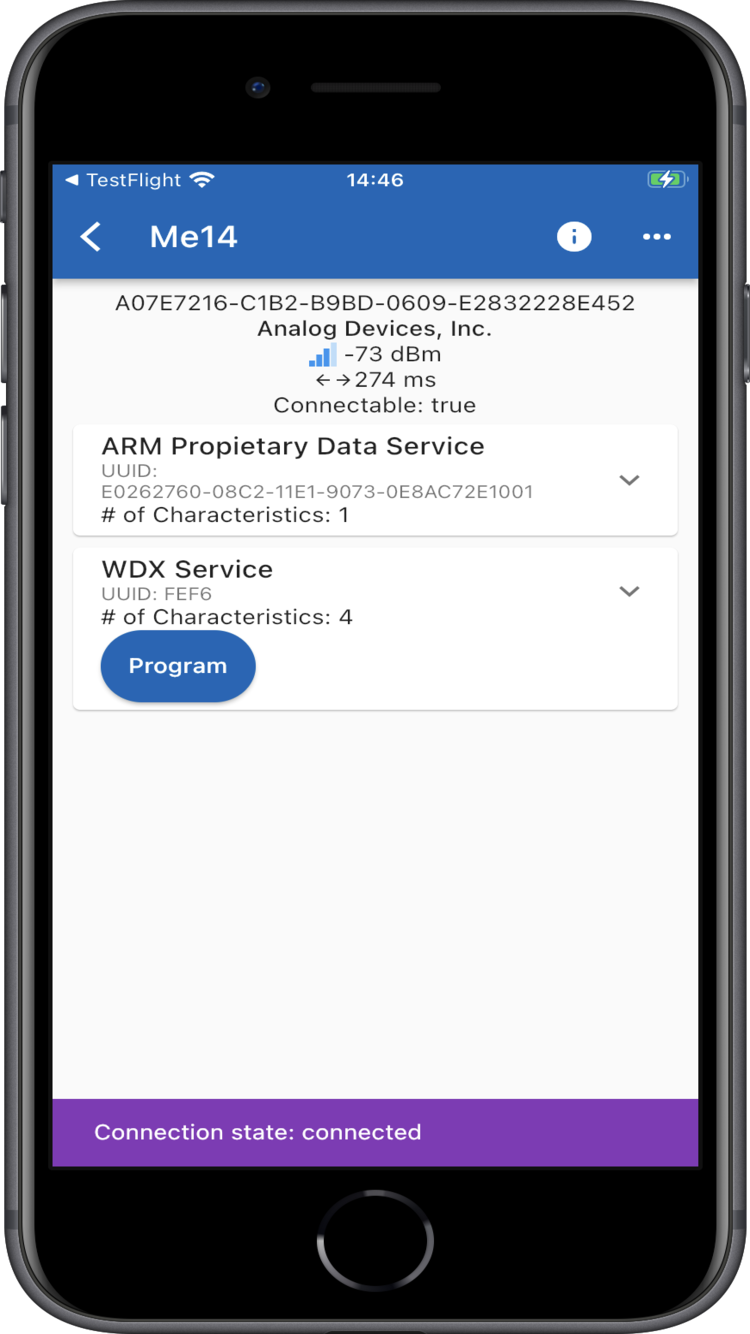 ◀ TestFlight 14:46
Me14
A07E7216-C1B2-B9BD-0609-E2832228E452
Analog Devices, Inc.
-73 dBm
←→274 ms
Connectable: true
ARM Propietary Data Service
UUID:
E0262760-08C2-11E1-9073-0E8AC72E1001
# of Characteristics: 1
WDX Service
UUID: FEF6
# of Characteristics: 4
Program
Connection state: connected